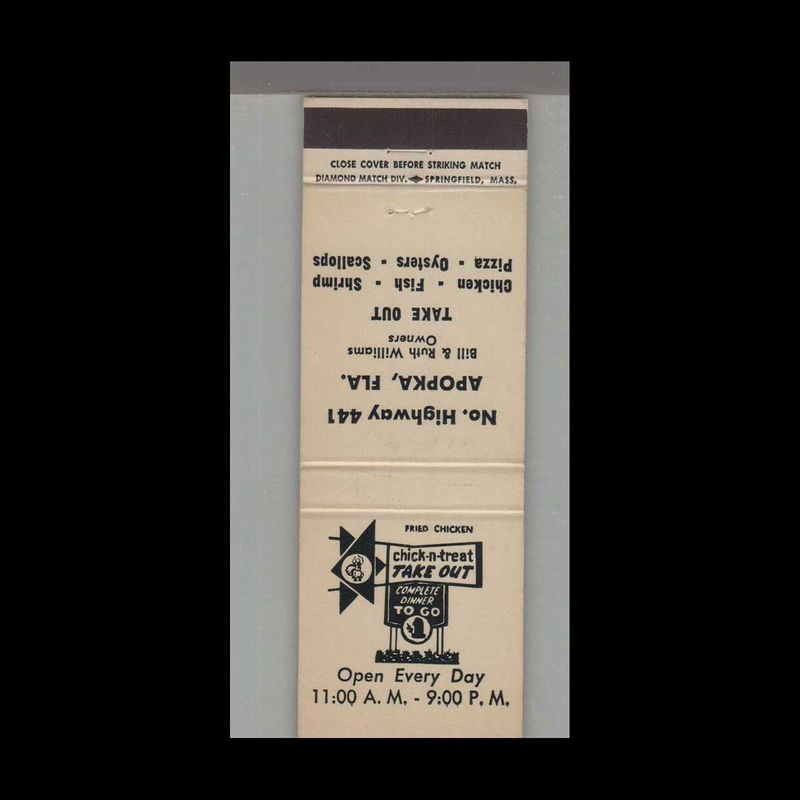 CLOSE COVER BEFORE STRIKING MATCH
DIAMOND MATCH DIV. SPRINGFIELD, MASS.
No. Highway 441
APOPKA, FLA.
Bill & Ruth Williams
Owners
TAKE OUT
Chicken - Fish - Shrimp
Pizza - Oysters - Scallops
FRIED CHICKEN
chick-n-treat
TAKE OUT
COMPLETE
DINNER
TO GO
Open Every Day
11:00 A. M. - 9:00 P. M.